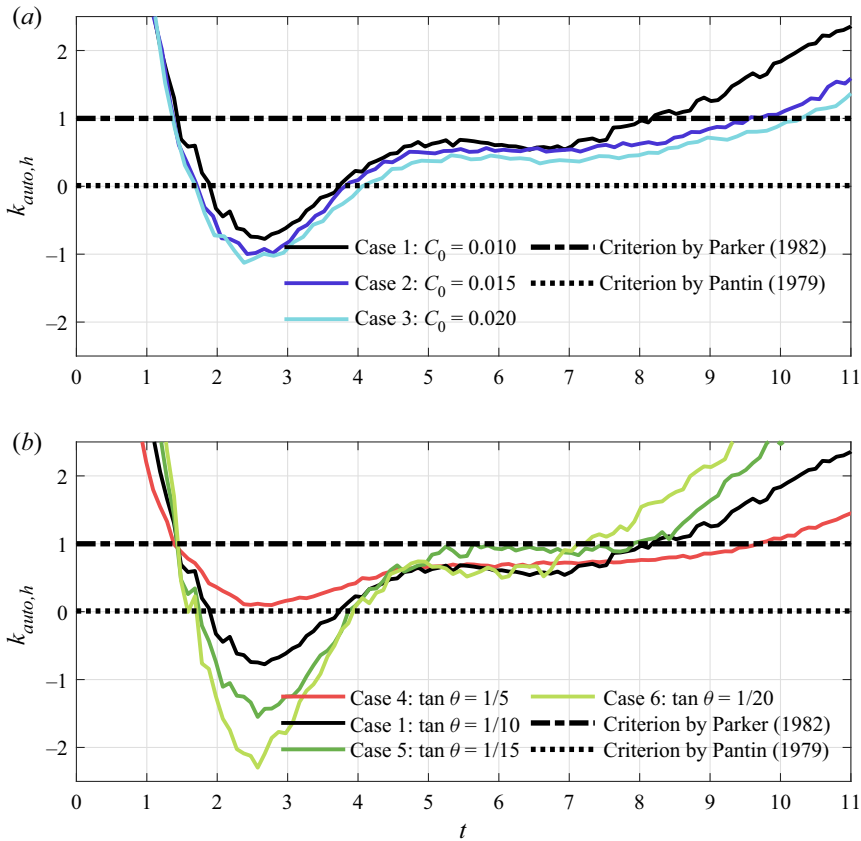 (a)
2
1
0
−1
−2
k_auto,h
Case 1: C_0 = 0.010
Criterion by Parker (1982)
Case 2: C_0 = 0.015
Criterion by Pantin (1979)
Case 3: C_0 = 0.020
0 1 2 3 4 5 6 7 8 9 10 11
(b)
2
1
0
−1
−2
k_auto,h
Case 4: tan θ = 1/5
Case 6: tan θ = 1/20
Case 1: tan θ = 1/10
Criterion by Parker (1982)
Case 5: tan θ = 1/15
Criterion by Pantin (1979)
0 1 2 3 4 5 6 7 8 9 10 11
t